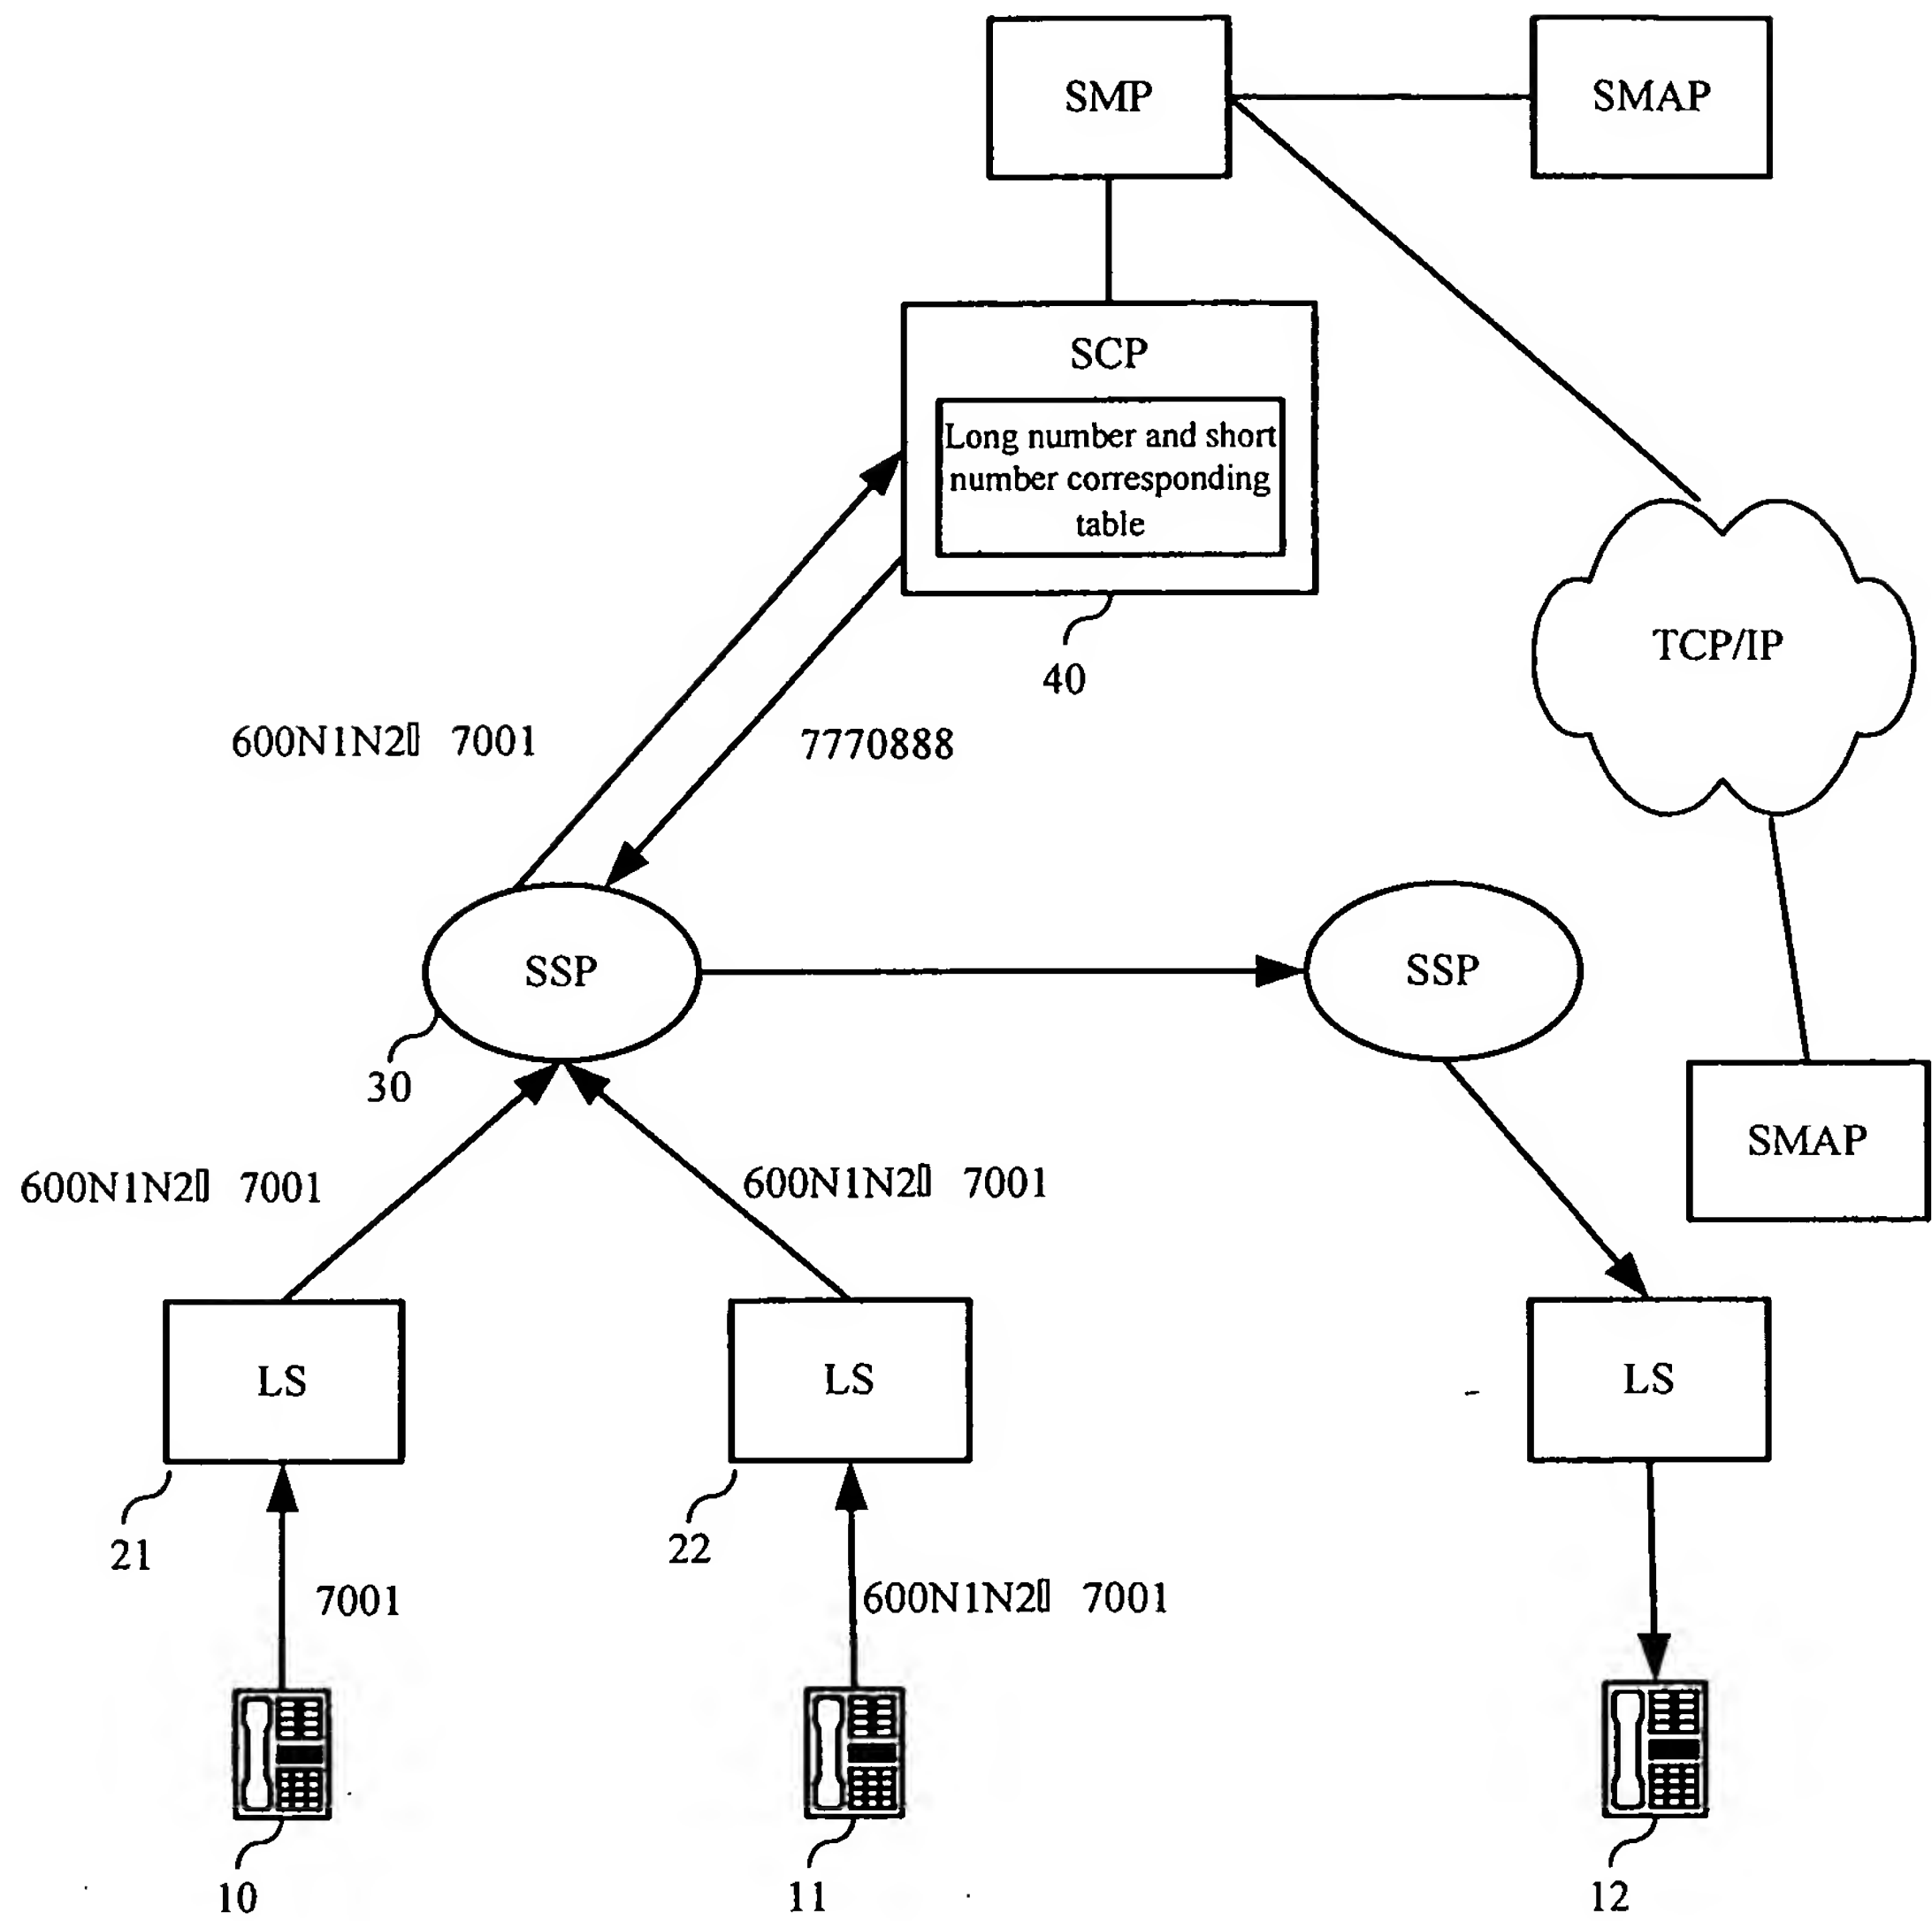 SMP
SMAP
SCP
Long number and short
number corresponding
table
40
TCP/IP
600N1N2▯ 7001
7770888
SSP
SSP
30
SMAP
600N1N2▯ 7001
600N1N2▯ 7001
LS
LS
LS
21
22
7001
600N1N2▯ 7001
10
11
12